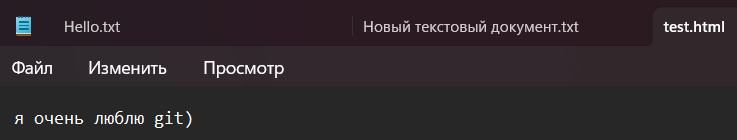 Hello.txt Новый текстовый документ.txt test.html
Файл Изменить Просмотр
я очень люблю git)